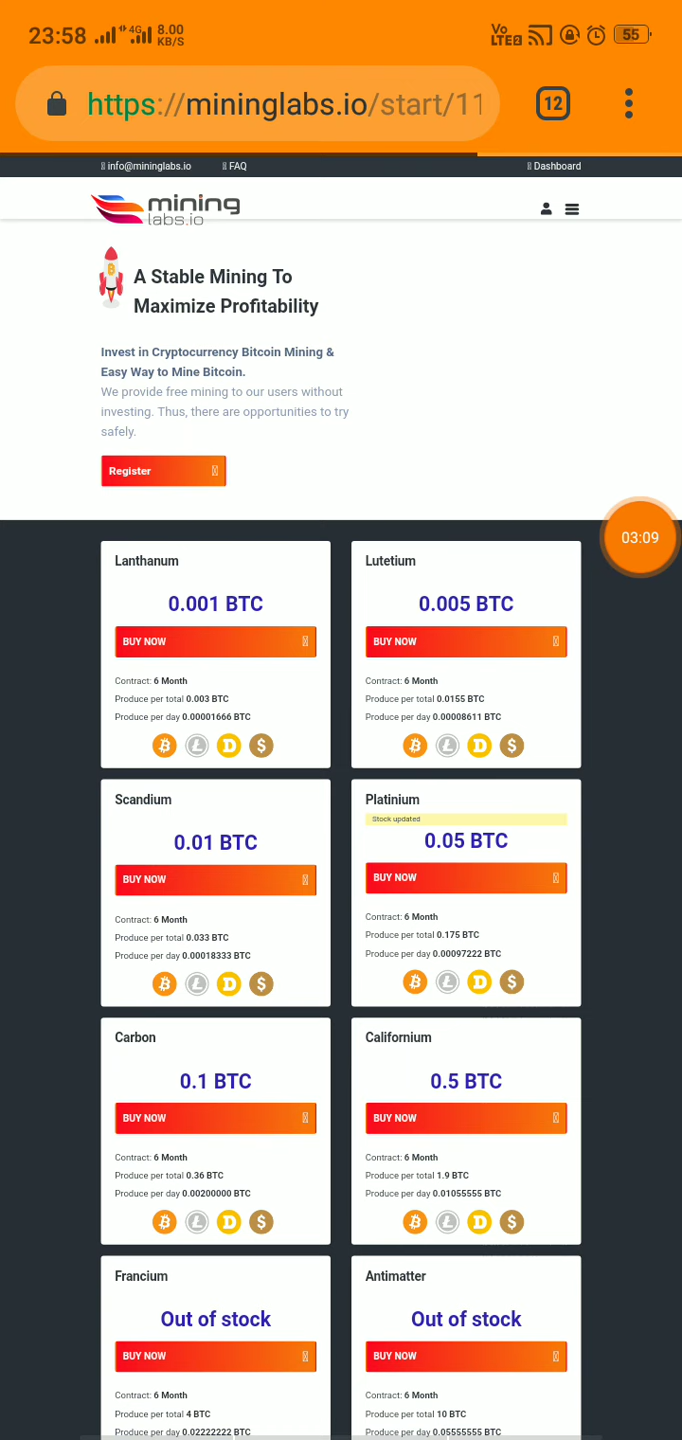 23:58 4G 8.00 KB/S Vo LTE2 55
https://mininglabs.io/start/11 12
info@mininglabs.io FAQ Dashboard
mining
labs.io
A Stable Mining To
Maximize Profitability
Invest in Cryptocurrency Bitcoin Mining &
Easy Way to Mine Bitcoin.
We provide free mining to our users without
investing. Thus, there are opportunities to try
safely.
Register
03:09
Lanthanum
0.001 BTC
BUY NOW
Contract: 6 Month
Produce per total 0.003 BTC
Produce per day 0.00001666 BTC
Lutetium
0.005 BTC
BUY NOW
Contract: 6 Month
Produce per total 0.0155 BTC
Produce per day 0.00008611 BTC
Scandium
0.01 BTC
BUY NOW
Contract: 6 Month
Produce per total 0.033 BTC
Produce per day 0.00018333 BTC
Platinium
Stock updated
0.05 BTC
BUY NOW
Contract: 6 Month
Produce per total 0.175 BTC
Produce per day 0.00097222 BTC
Carbon
0.1 BTC
BUY NOW
Contract: 6 Month
Produce per total 0.36 BTC
Produce per day 0.00200000 BTC
Californium
0.5 BTC
BUY NOW
Contract: 6 Month
Produce per total 1.9 BTC
Produce per day 0.01055555 BTC
Francium
Out of stock
BUY NOW
Contract: 6 Month
Produce per total 4 BTC
Produce per day 0.02222222 BTC
Antimatter
Out of stock
BUY NOW
Contract: 6 Month
Produce per total 10 BTC
Produce per day 0.05555555 BTC